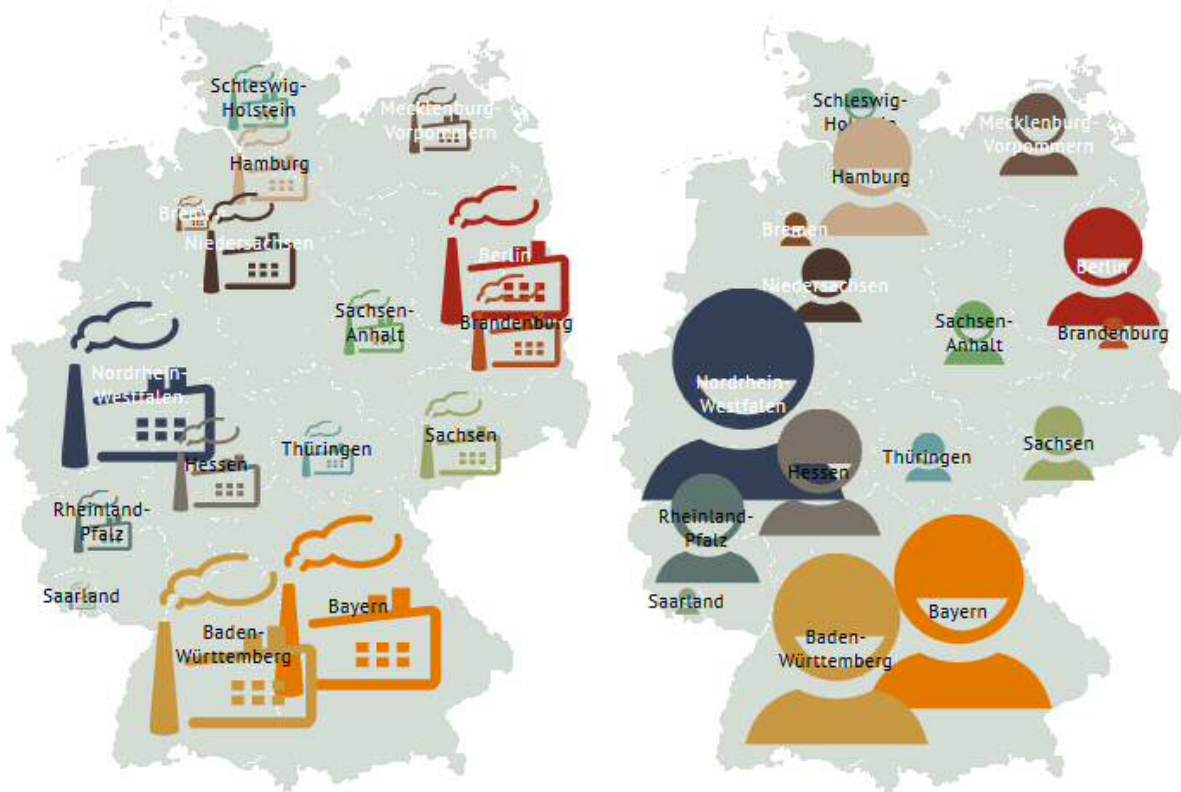 Schleswig-
Holstein
Mecklenburg-
Vorpommern
Hamburg
Bremen
Niedersachsen
Berlin
Sachsen-
Anhalt
Brandenburg
Nordrhein-
Westfalen
Hessen
Thüringen
Sachsen
Rheinland-
Pfalz
Saarland
Bayern
Baden-
Württemberg
Schleswig-
Holstein
Mecklenburg-
Vorpommern
Hamburg
Bremen
Niedersachsen
Berlin
Sachsen-
Anhalt
Brandenburg
Nordrhein-
Westfalen
Hessen
Thüringen
Sachsen
Rheinland-
Pfalz
Saarland
Bayern
Baden-
Württemberg